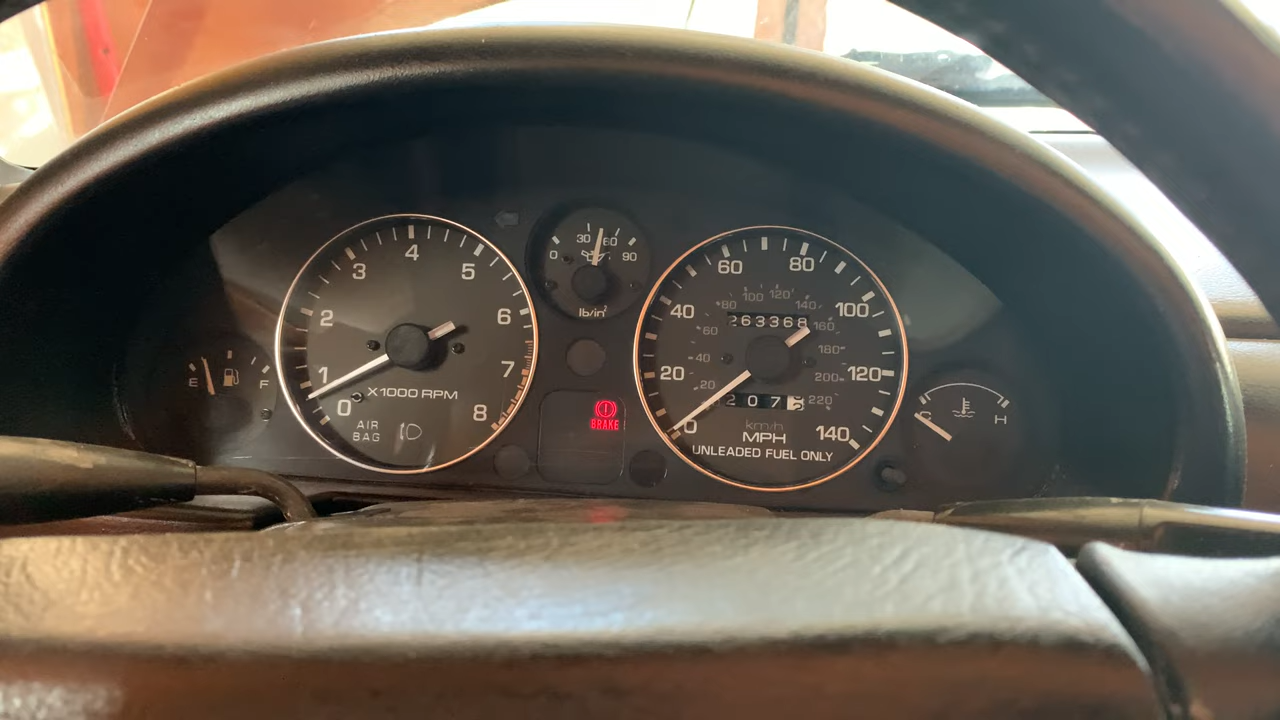 E F
0 1 2 3 4 5 6 7 8
X1000 RPM
AIR
BAG
0 30 60 90
lb/in²
BRAKE
0 20 40 60 80 100 120 140
20 40 60 80 100 120 140 160 180 200 220
263368
207
km/h
MPH
UNLEADED FUEL ONLY
C H